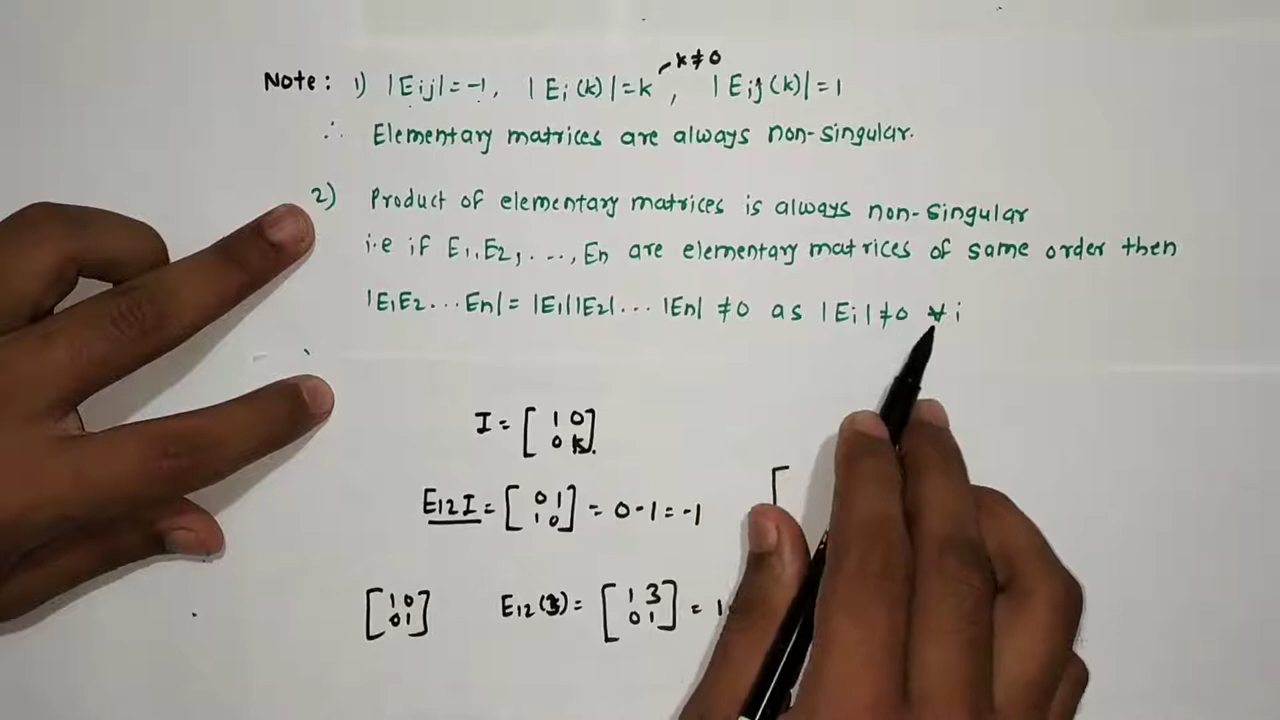 k≠0
Note: 1) |Eij| = -1, |Ei(k)| = k, |Eij(k)| = 1
∴ Elementary matrices are always non-singular.
2) Product of elementary matrices is always non-singular
i.e if E1, E2, ..., En are elementary matrices of same order then
|E1E2...En| = |E1||E2|...|En| ≠0 as |Ei| ≠0 ∀ i
I = [1 0
0 k]
E12I = [0 1
1 0] = 0-1 = -1
[1 0
0 1]
E12(3) = [1 3
0 1] = 1